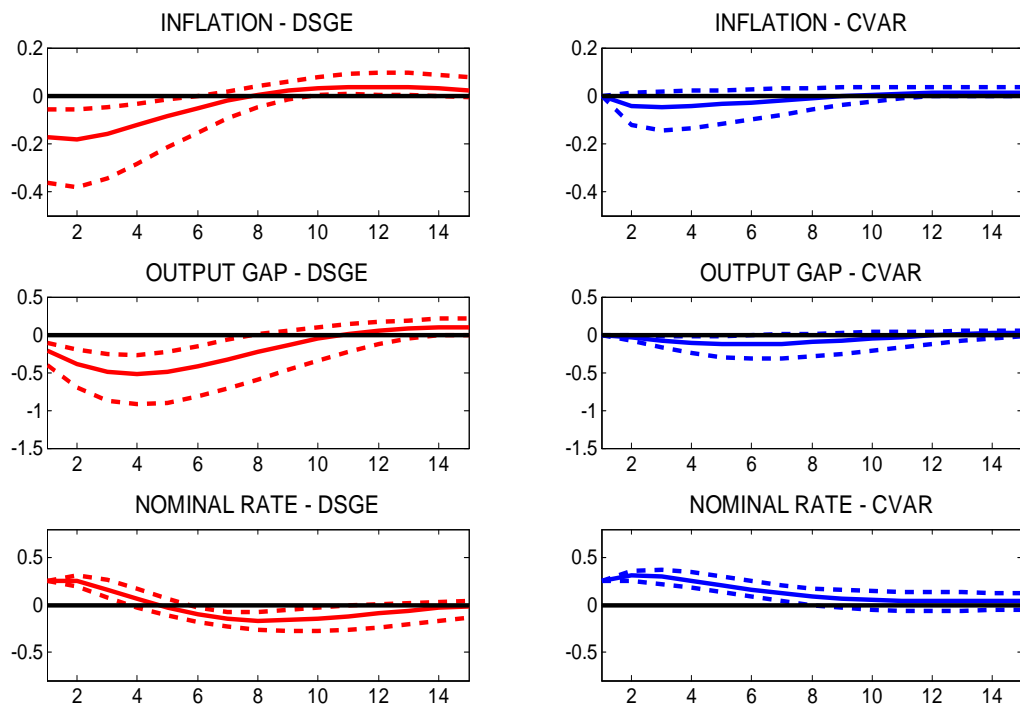 INFLATION - DSGE
0.2
0
-0.2
-0.4
2 4 6 8 10 12 14
INFLATION - CVAR
0.2
0
-0.2
-0.4
2 4 6 8 10 12 14
OUTPUT GAP - DSGE
0.5
0
-0.5
-1
-1.5
2 4 6 8 10 12 14
OUTPUT GAP - CVAR
0.5
0
-0.5
-1
-1.5
2 4 6 8 10 12 14
NOMINAL RATE - DSGE
0.5
0
-0.5
2 4 6 8 10 12 14
NOMINAL RATE - CVAR
0.5
0
-0.5
2 4 6 8 10 12 14